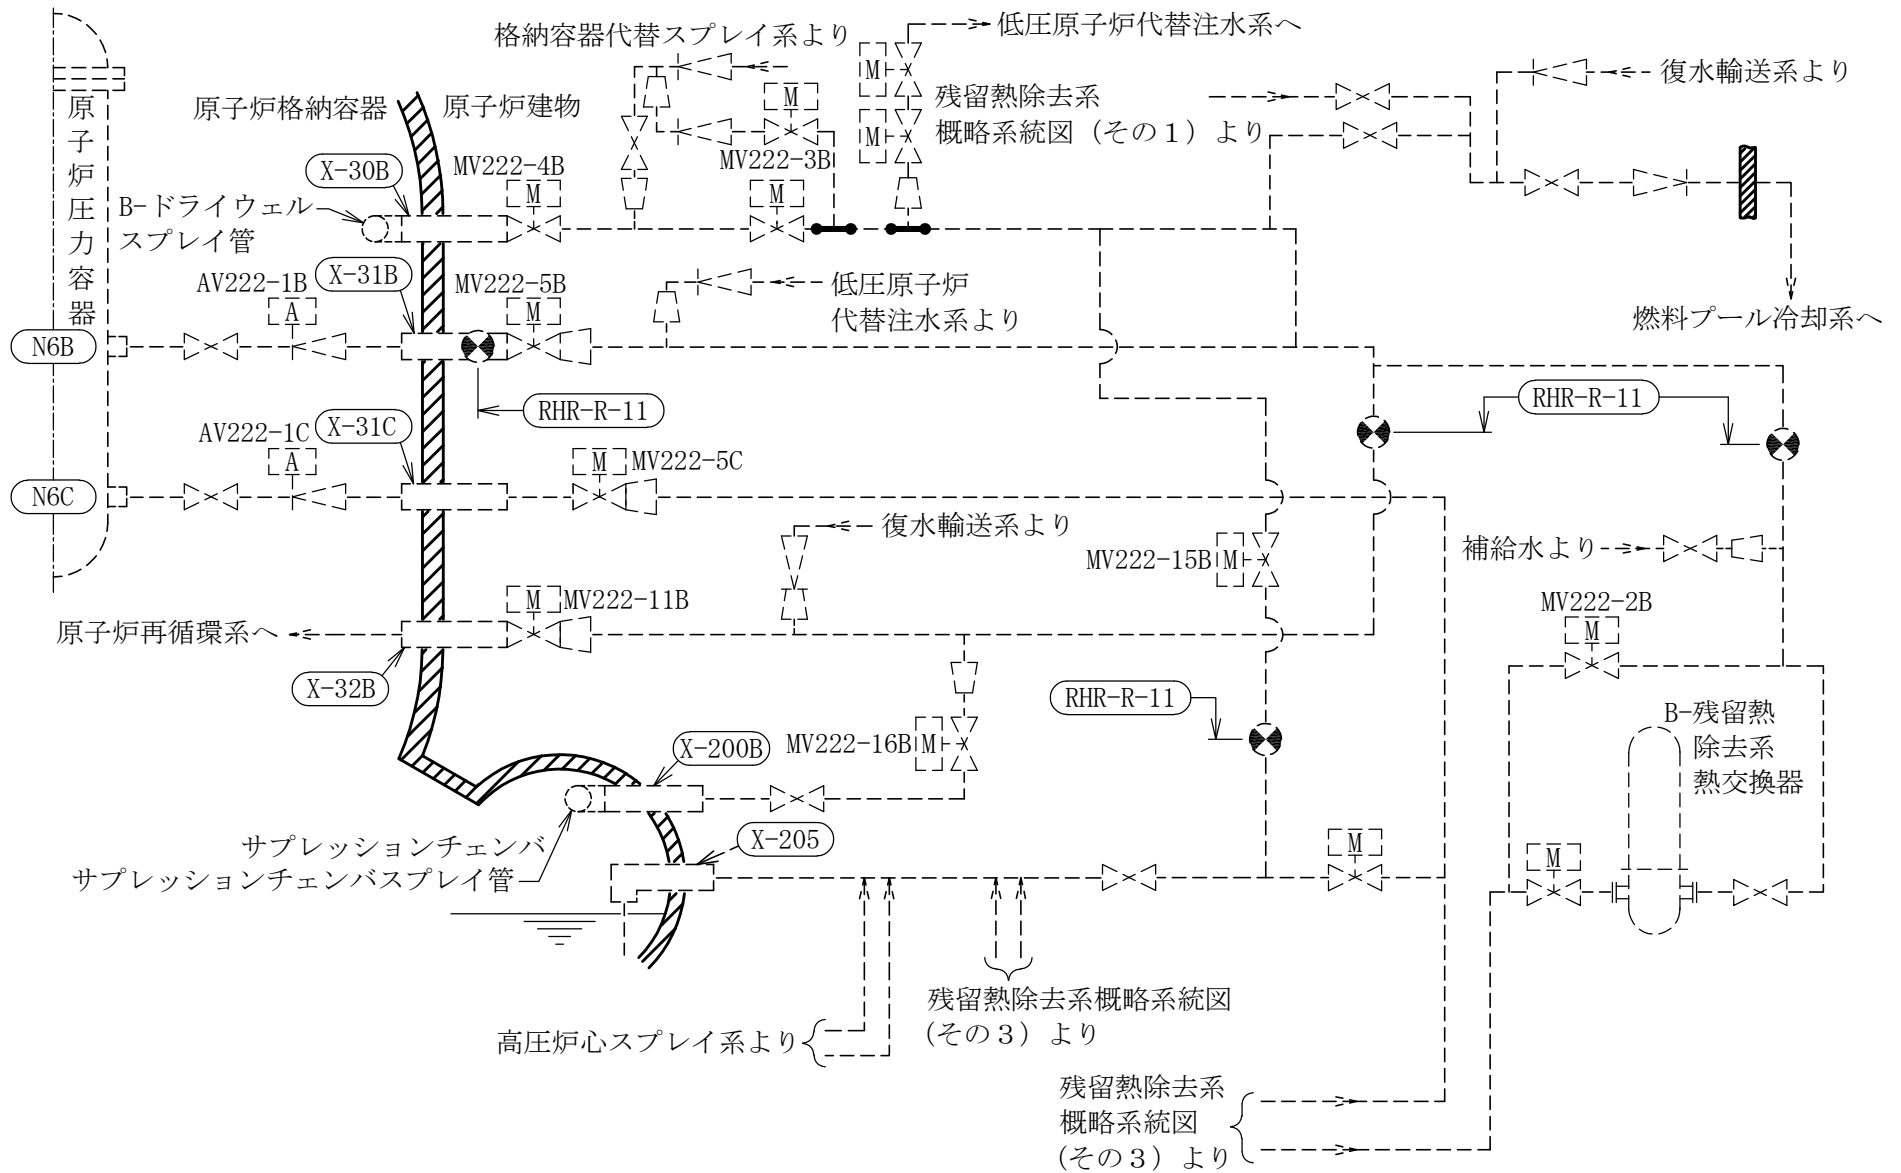 格納容器代替スプレイ系より
低圧原子炉代替注水系へ
M
M
残留熱除去系
概略系統図（その１）より
復水輸送系より
原子炉圧力容器
原子炉格納容器
原子炉建物
M
MV222-3B
X-30B
MV222-4B
M
M
B-ドライウェル
スプレイ管
X-31B
AV222-1B
A
MV222-5B
M
低圧原子炉
代替注水系より
燃料プール冷却系へ
N6B
RHR-R-11
RHR-R-11
X-31C
AV222-1C
A
M
MV222-5C
N6C
復水輸送系より
MV222-15B
M
補給水より
MV222-2B
M
M
MV222-11B
原子炉再循環系へ
X-32B
RHR-R-11
B-残留熱
除去系
熱交換器
X-200B
MV222-16B
M
サプレッションチェンバ
サプレッションチェンバスプレイ管
X-205
M
M
残留熱除去系概略系統図
（その３）より
高圧炉心スプレイ系より
残留熱除去系
概略系統図
（その３）より